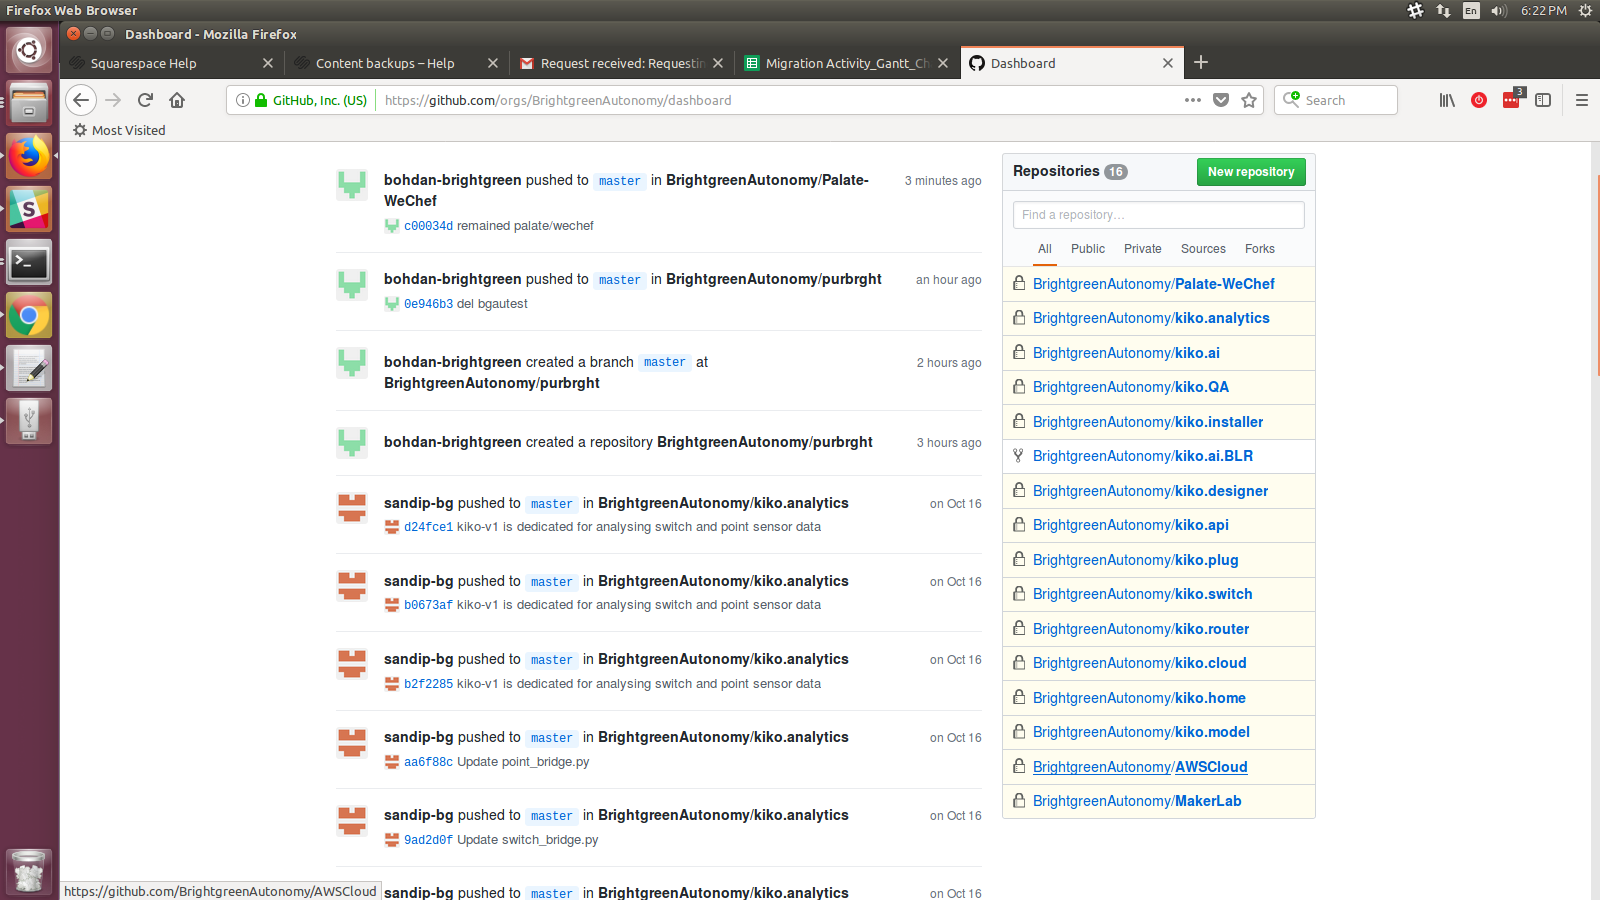 Firefox Web Browser
En
6:22 PM
Dashboard - Mozilla Firefox
Squarespace Help
Content backups – Help
Request received: Requestin
Migration Activity_Gantt_Ch
Dashboard
GitHub, Inc. (US)
https://github.com/orgs/BrightgreenAutonomy/dashboard
Search
3
Most Visited
bohdan-brightgreen pushed to master in BrightgreenAutonomy/Palate-
WeChef
3 minutes ago
c00034d remained palate/wechef
bohdan-brightgreen pushed to master in BrightgreenAutonomy/purbrght
an hour ago
0e946b3 del bgautest
bohdan-brightgreen created a branch master at
BrightgreenAutonomy/purbrght
2 hours ago
bohdan-brightgreen created a repository BrightgreenAutonomy/purbrght
3 hours ago
sandip-bg pushed to master in BrightgreenAutonomy/kiko.analytics
on Oct 16
d24fce1 kiko-v1 is dedicated for analysing switch and point sensor data
sandip-bg pushed to master in BrightgreenAutonomy/kiko.analytics
on Oct 16
b0673af kiko-v1 is dedicated for analysing switch and point sensor data
sandip-bg pushed to master in BrightgreenAutonomy/kiko.analytics
on Oct 16
b2f2285 kiko-v1 is dedicated for analysing switch and point sensor data
sandip-bg pushed to master in BrightgreenAutonomy/kiko.analytics
on Oct 16
aa6f88c Update point_bridge.py
sandip-bg pushed to master in BrightgreenAutonomy/kiko.analytics
on Oct 16
9ad2d0f Update switch_bridge.py
sandip-bg pushed to master in BrightgreenAutonomy/kiko.analytics
on Oct 16
Repositories 16
New repository
Find a repository…
All Public Private Sources Forks
BrightgreenAutonomy/Palate-WeChef
BrightgreenAutonomy/kiko.analytics
BrightgreenAutonomy/kiko.ai
BrightgreenAutonomy/kiko.QA
BrightgreenAutonomy/kiko.installer
BrightgreenAutonomy/kiko.ai.BLR
BrightgreenAutonomy/kiko.designer
BrightgreenAutonomy/kiko.api
BrightgreenAutonomy/kiko.plug
BrightgreenAutonomy/kiko.switch
BrightgreenAutonomy/kiko.router
BrightgreenAutonomy/kiko.cloud
BrightgreenAutonomy/kiko.home
BrightgreenAutonomy/kiko.model
BrightgreenAutonomy/AWSCloud
BrightgreenAutonomy/MakerLab
https://github.com/BrightgreenAutonomy/AWSCloud